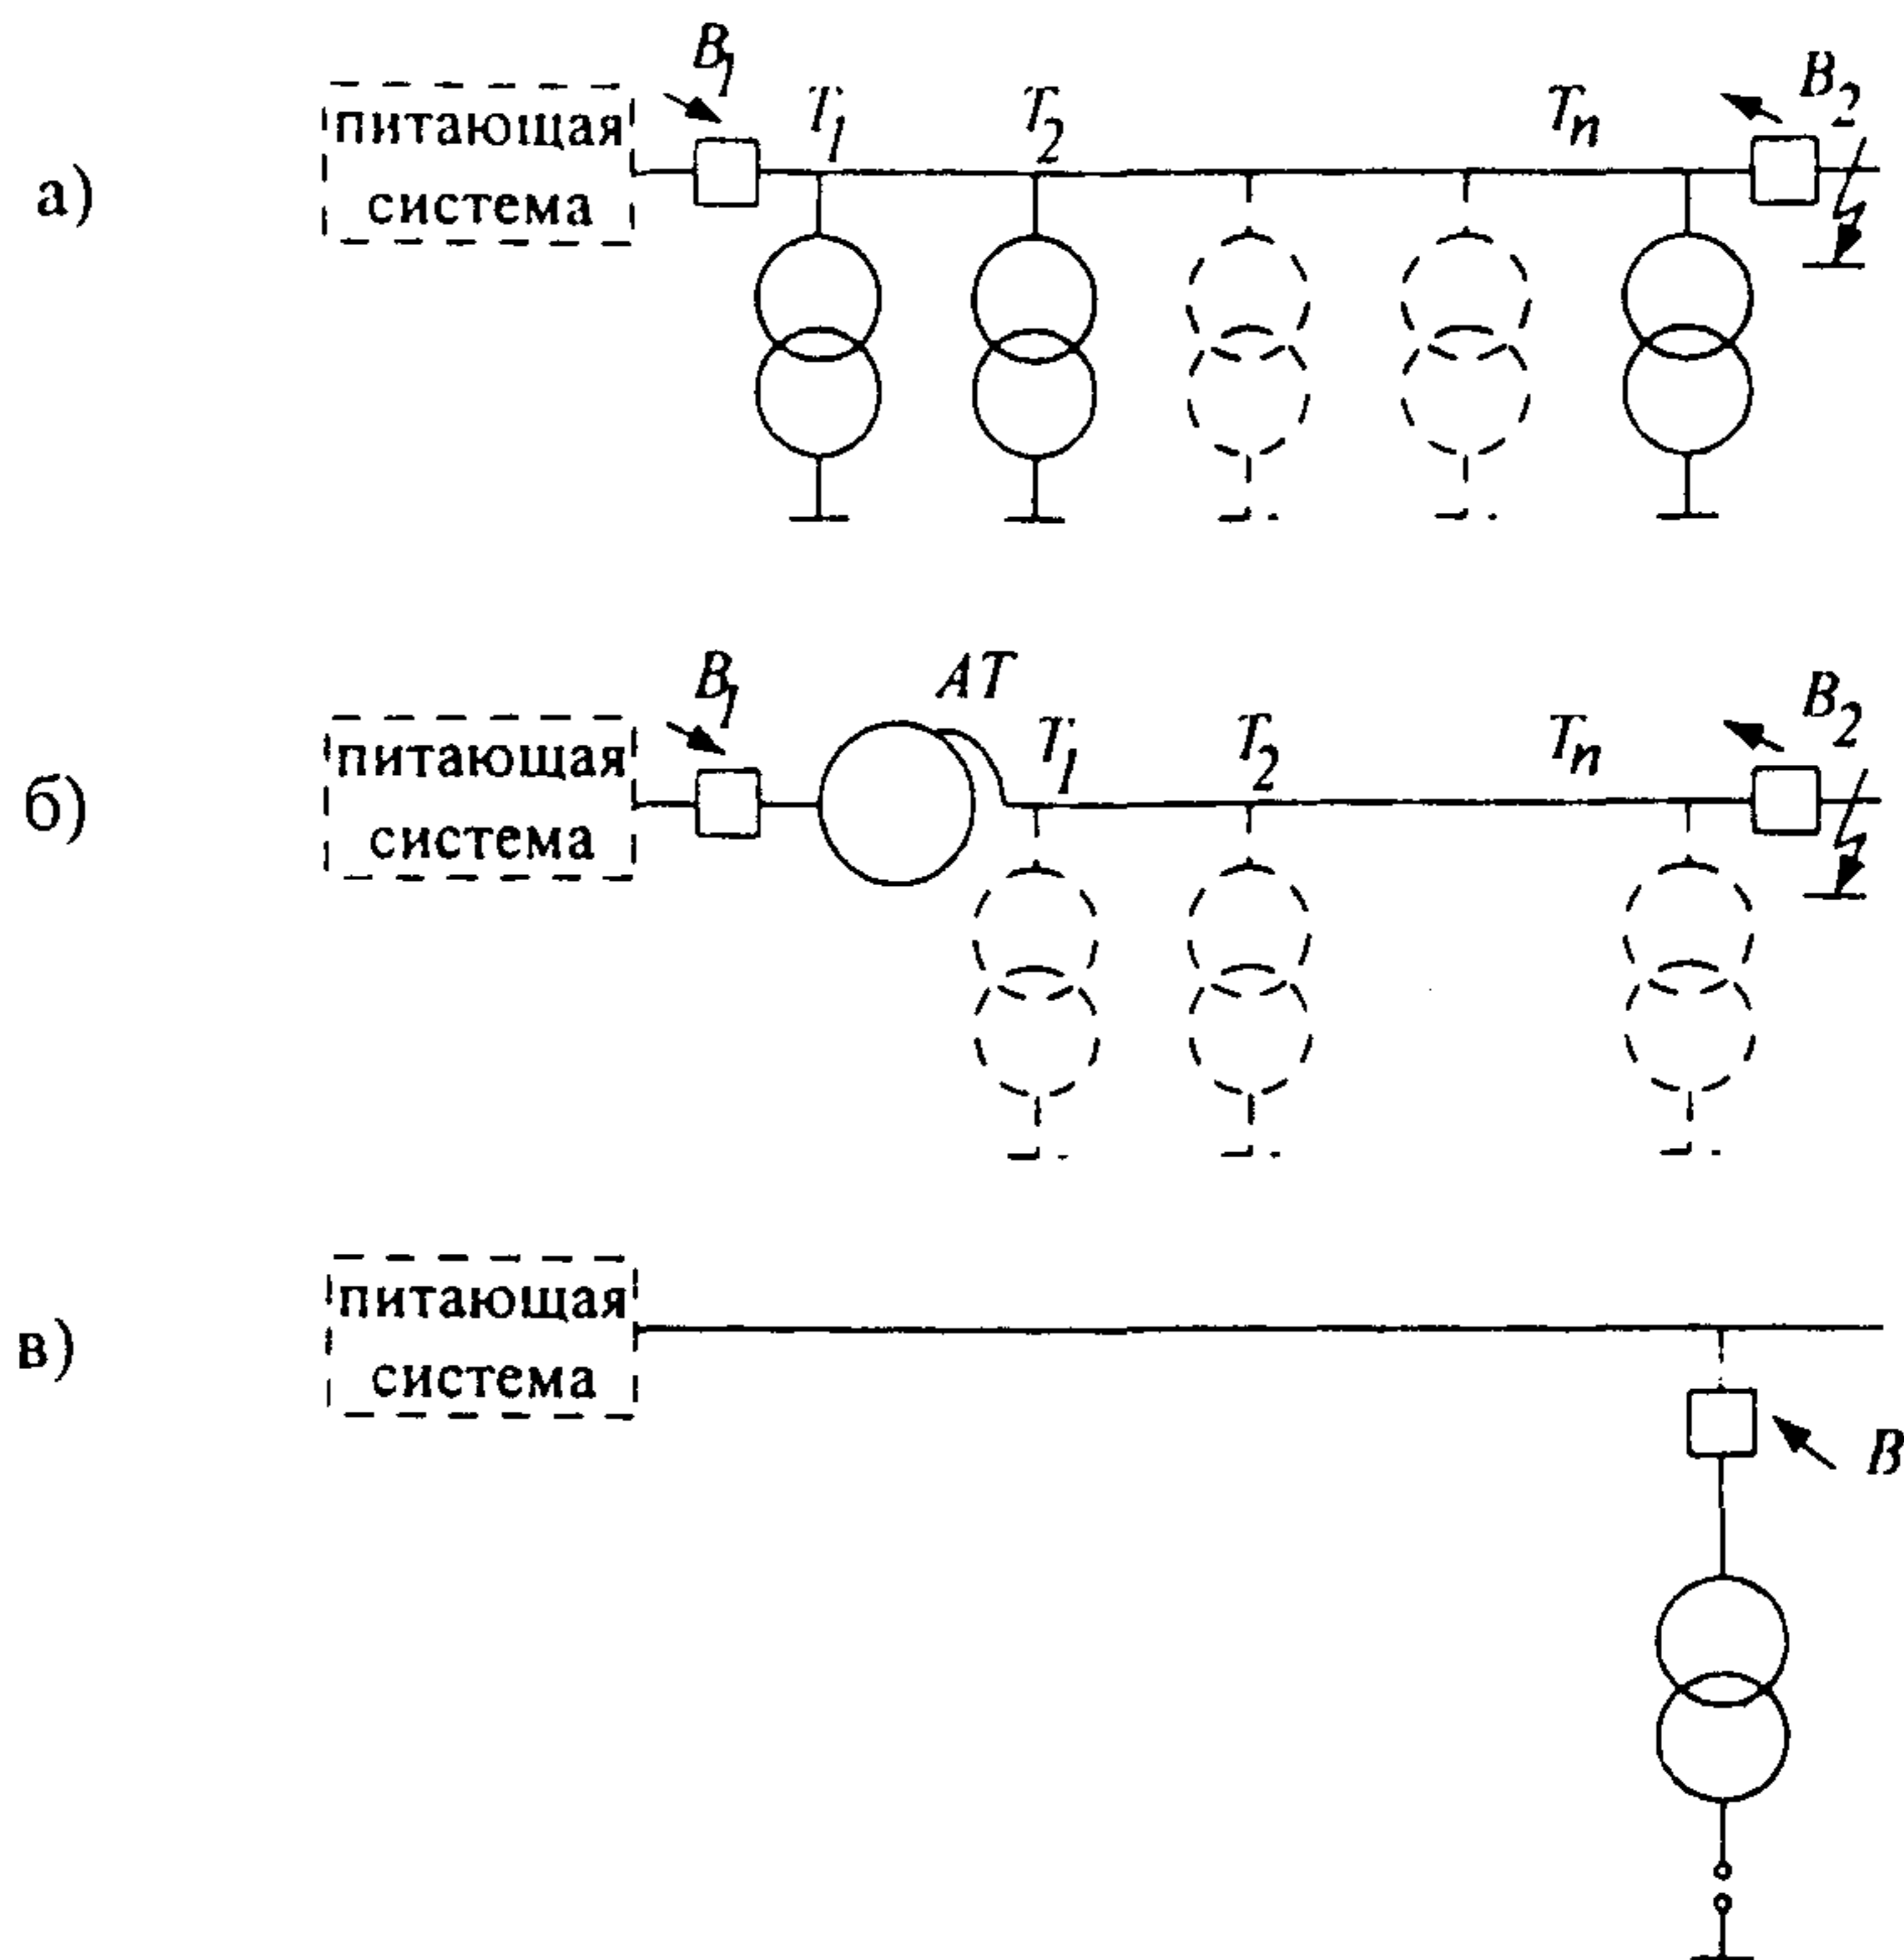 а)
питающая
система
B1
T1
T2
Tn
B2
б)
питающая
система
B1
AT
T1
T2
Tn
B2
в)
питающая
система
B